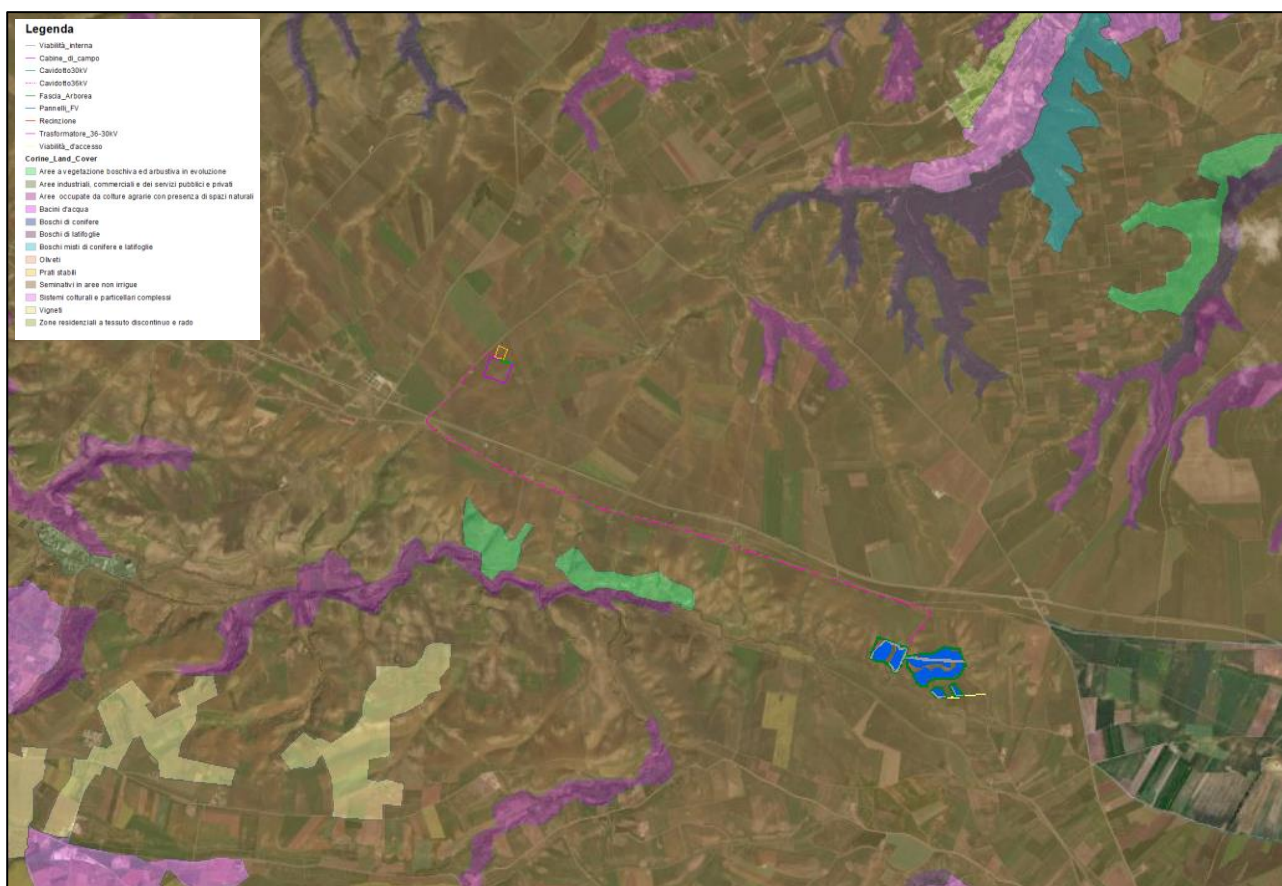 Legenda
Viabilità_interna
Cabine_di_campo
Cavidotto30kV
Cavidotto36kV
Fascia_Arborea
Pannelli_FV
Recinzione
Trasformatore_36-30kV
Viabilità_d'accesso
Corine_Land_Cover
Aree a vegetazione boschiva ed arbustiva in evoluzione
Aree industriali, commerciali e dei servizi pubblici e privati
Aree occupate da colture agrarie con presenza di spazi naturali
Bacini d'acqua
Boschi di conifere
Boschi di latifoglie
Boschi misti di conifere e latifoglie
Oliveti
Prati stabili
Seminativi in aree non irrigue
Sistemi colturali e particellari complessi
Vigneti
Zone residenziali a tessuto discontinuo e rado